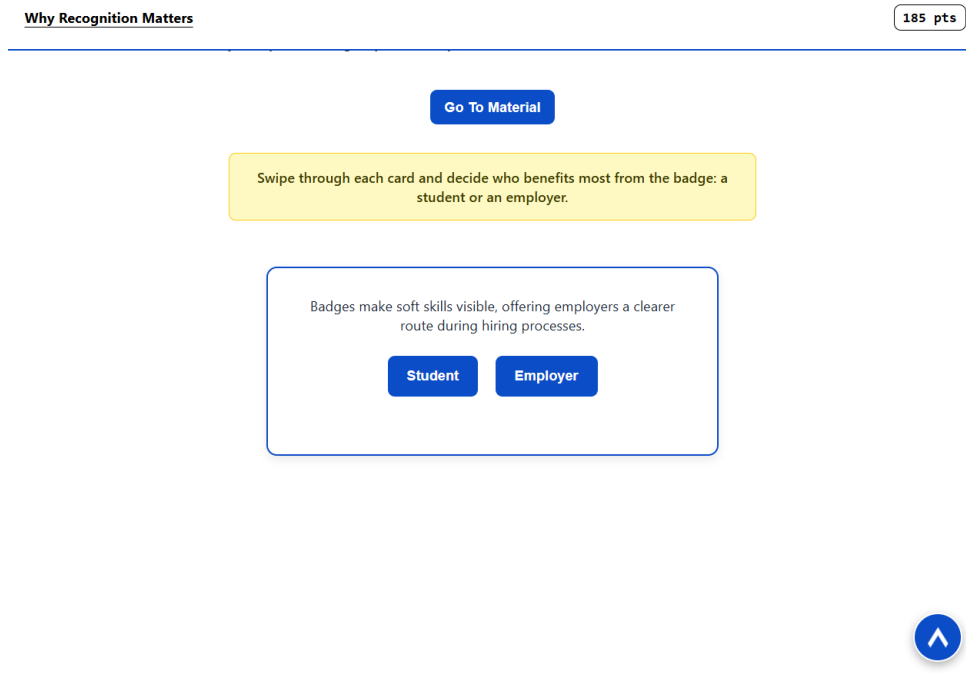 Why Recognition Matters
185 pts
Go To Material
Swipe through each card and decide who benefits most from the badge: a
student or an employer.
Badges make soft skills visible, offering employers a clearer
route during hiring processes.
Student
Employer